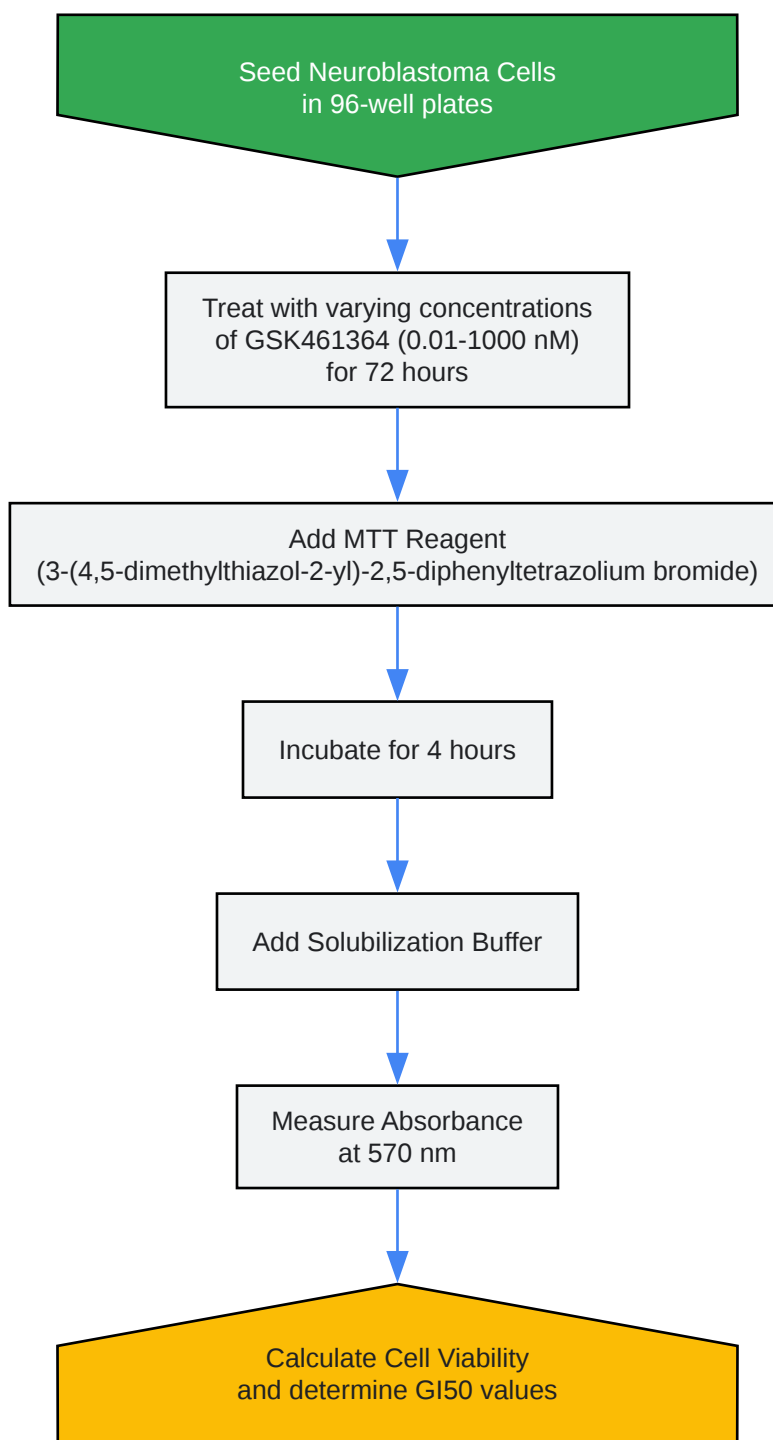 Seed Neuroblastoma Cells
in 96-well plates
Treat with varying concentrations
of GSK461364 (0.01-1000 nM)
for 72 hours
Add MTT Reagent
(3-(4,5-dimethylthiazol-2-yl)-2,5-diphenyltetrazolium bromide)
Incubate for 4 hours
Add Solubilization Buffer
Measure Absorbance
at 570 nm
Calculate Cell Viability
and determine GI50 values